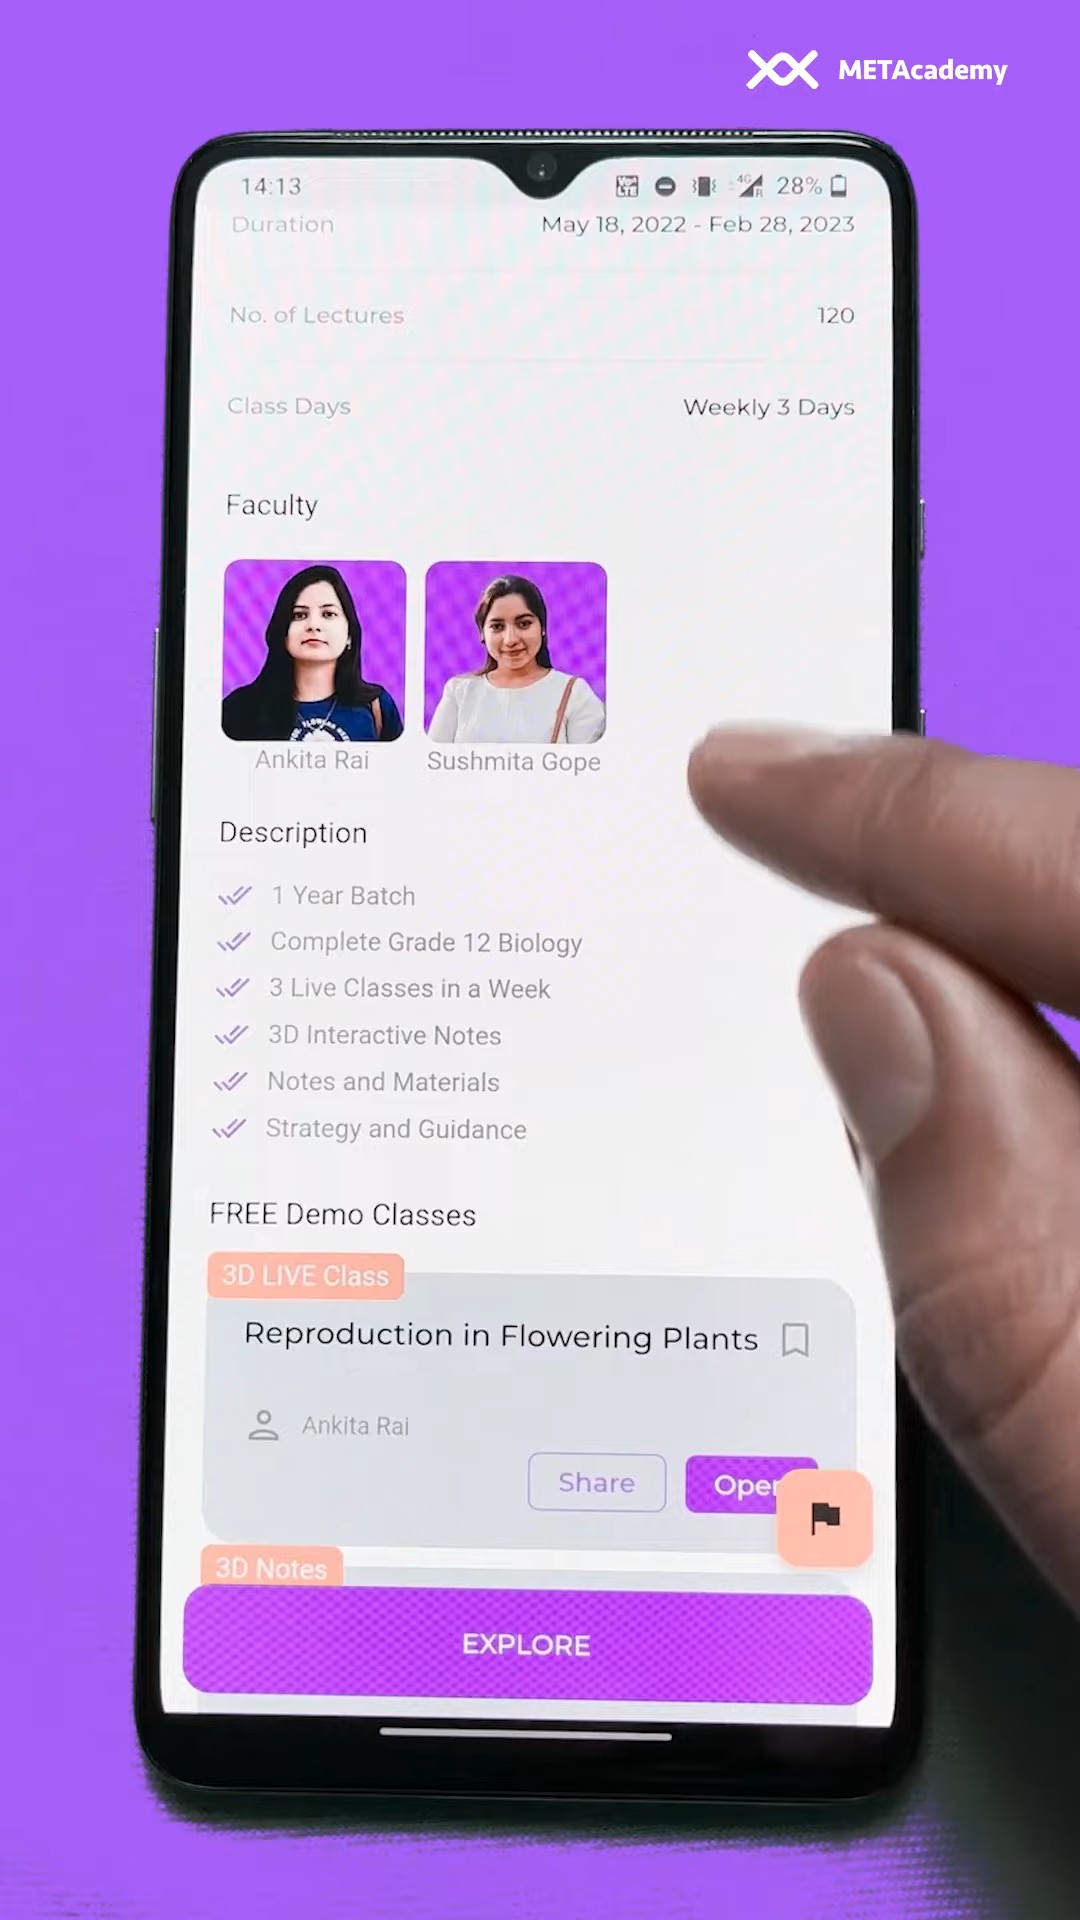 METAcademy
14:13
28%
Duration
May 18, 2022 - Feb 28, 2023
No. of Lectures
120
Class Days
Weekly 3 Days
Faculty
Ankita Rai
Sushmita Gope
Description
1 Year Batch
Complete Grade 12 Biology
3 Live Classes in a Week
3D Interactive Notes
Notes and Materials
Strategy and Guidance
FREE Demo Classes
3D LIVE Class
Reproduction in Flowering Plants
Ankita Rai
Share
Open
3D Notes
EXPLORE